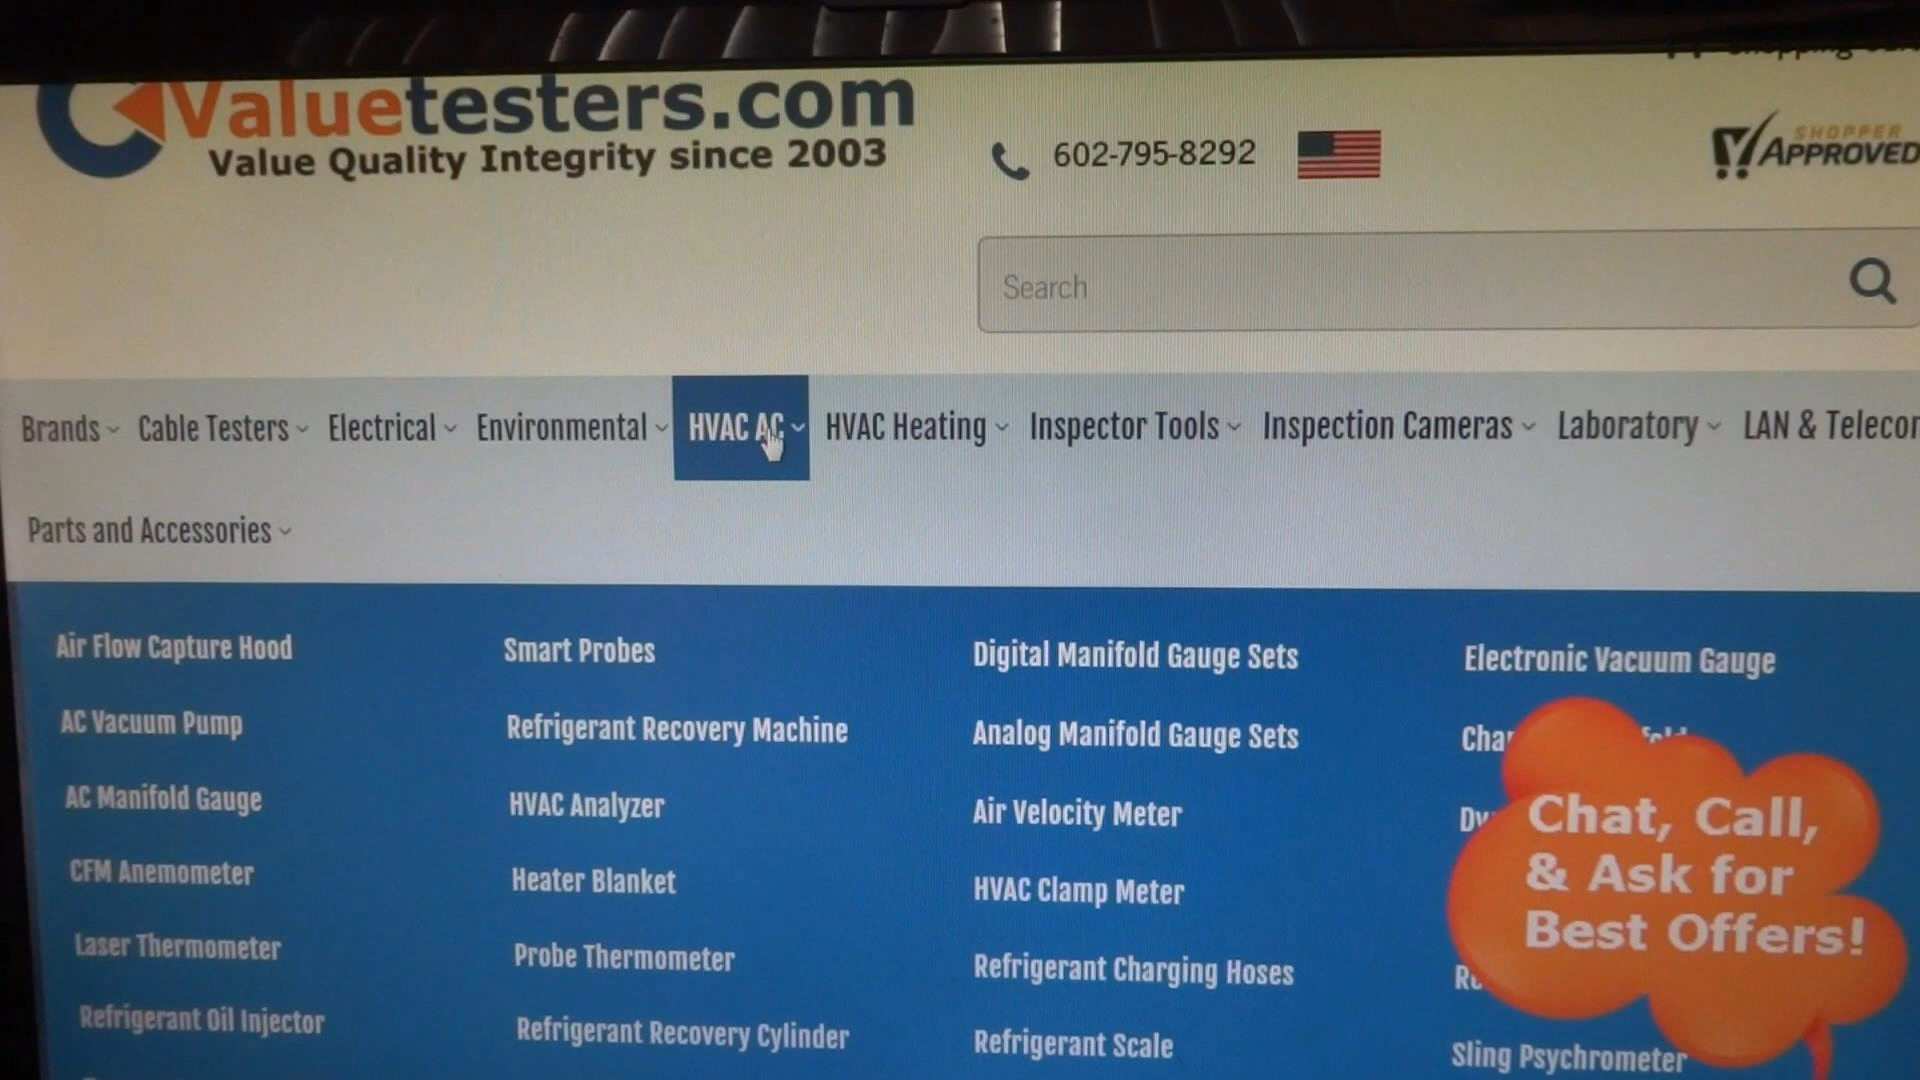 Valuetesters.com
Value Quality Integrity since 2003
602-795-8292
SHOPPER
APPROVED
Search
Brands Cable Testers Electrical Environmental HVAC AC HVAC Heating Inspector Tools Inspection Cameras Laboratory LAN &
Parts and Accessories
Air Flow Capture Hood
AC Vacuum Pump
AC Manifold Gauge
CFM Anemometer
Laser Thermometer
Refrigerant Oil Injector
Smart Probes
Refrigerant Recovery Machine
HVAC Analyzer
Heater Blanket
Probe Thermometer
Refrigerant Recovery Cylinder
Digital Manifold Gauge Sets
Analog Manifold Gauge Sets
Air Velocity Meter
HVAC Clamp Meter
Refrigerant Charging Hoses
Refrigerant Scale
Electronic Vacuum Gauge
Sling Psychrometer
Chat, Call,
& Ask for
Best Offers!